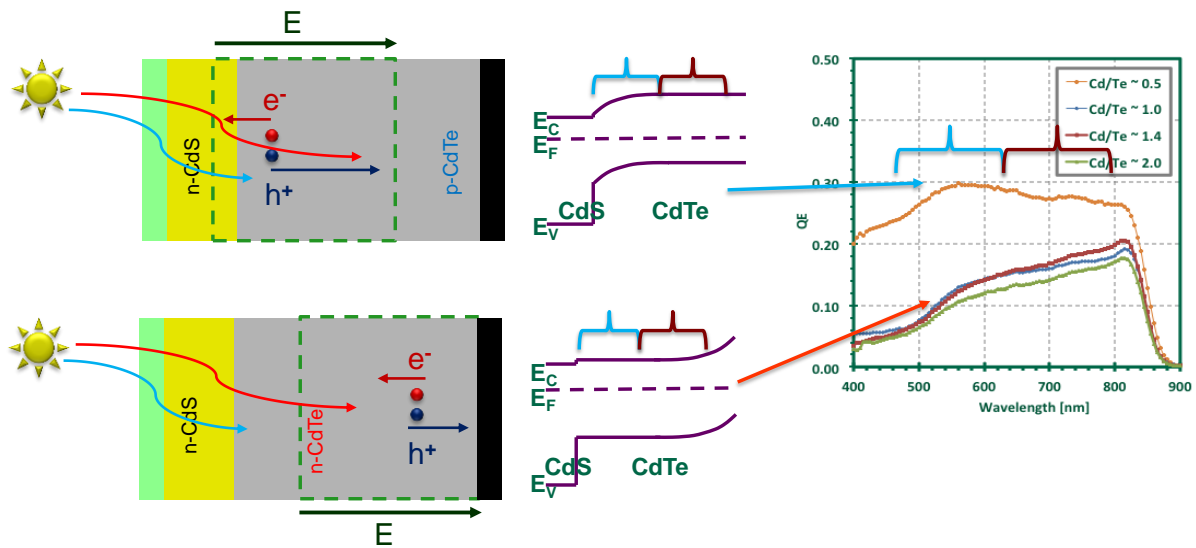 E
e-
h+
n-CdS
p-CdTe
EC
EF
EV
CdS
CdTe
0.50
0.40
0.30
0.20
0.10
0.00
QE
Cd/Te ~ 0.5
Cd/Te ~ 1.0
Cd/Te ~ 1.4
Cd/Te ~ 2.0
400
500
600
700
800
900
Wavelength [nm]
n-CdS
n-CdTe
e-
h+
E
EC
EF
EV
CdS
CdTe